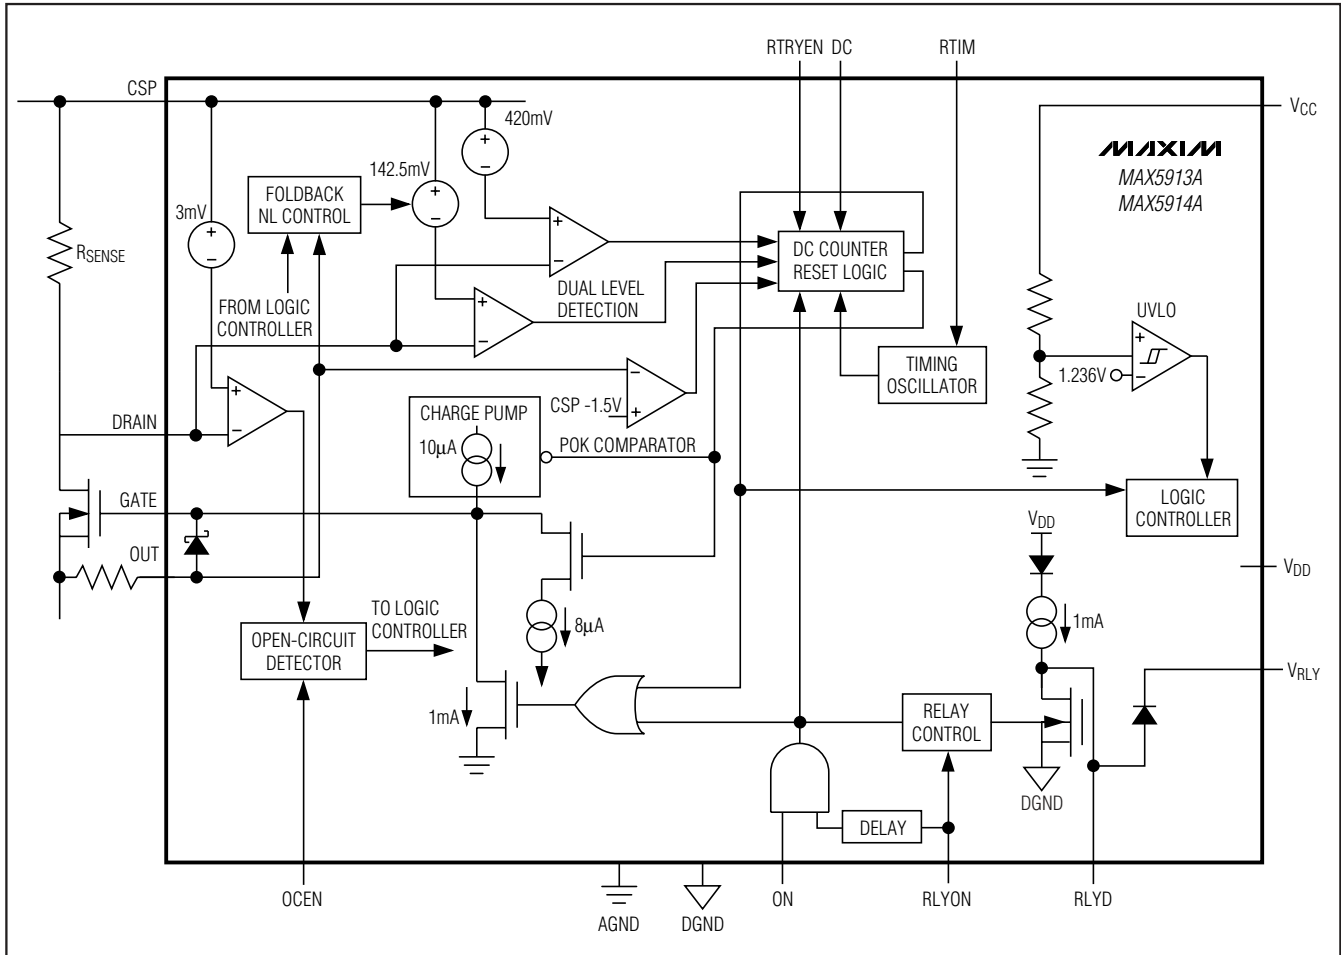 RTRYEN DC RTIM
CSP
420mV
VCC
MAXIM
MAX5913A
MAX5914A
142.5mV
FOLDBACK
NL CONTROL
3mV
+
−
+
−
+
−
RSENSE
+
−
DC COUNTER
RESET LOGIC
DUAL LEVEL
DETECTION
FROM LOGIC
CONTROLLER
+
−
UVLO
+
−
1.236V
TIMING
OSCILLATOR
−
+
CSP -1.5V
+
−
DRAIN
CHARGE PUMP
10µA
POK COMPARATOR
GATE
LOGIC
CONTROLLER
VDD
OUT
VDD
TO LOGIC
CONTROLLER
8µA
1mA
OPEN-CIRCUIT
DETECTOR
VRLY
1mA
RELAY
CONTROL
DGND
DELAY
OCEN
AGND
DGND
ON
RLYON
RLYD